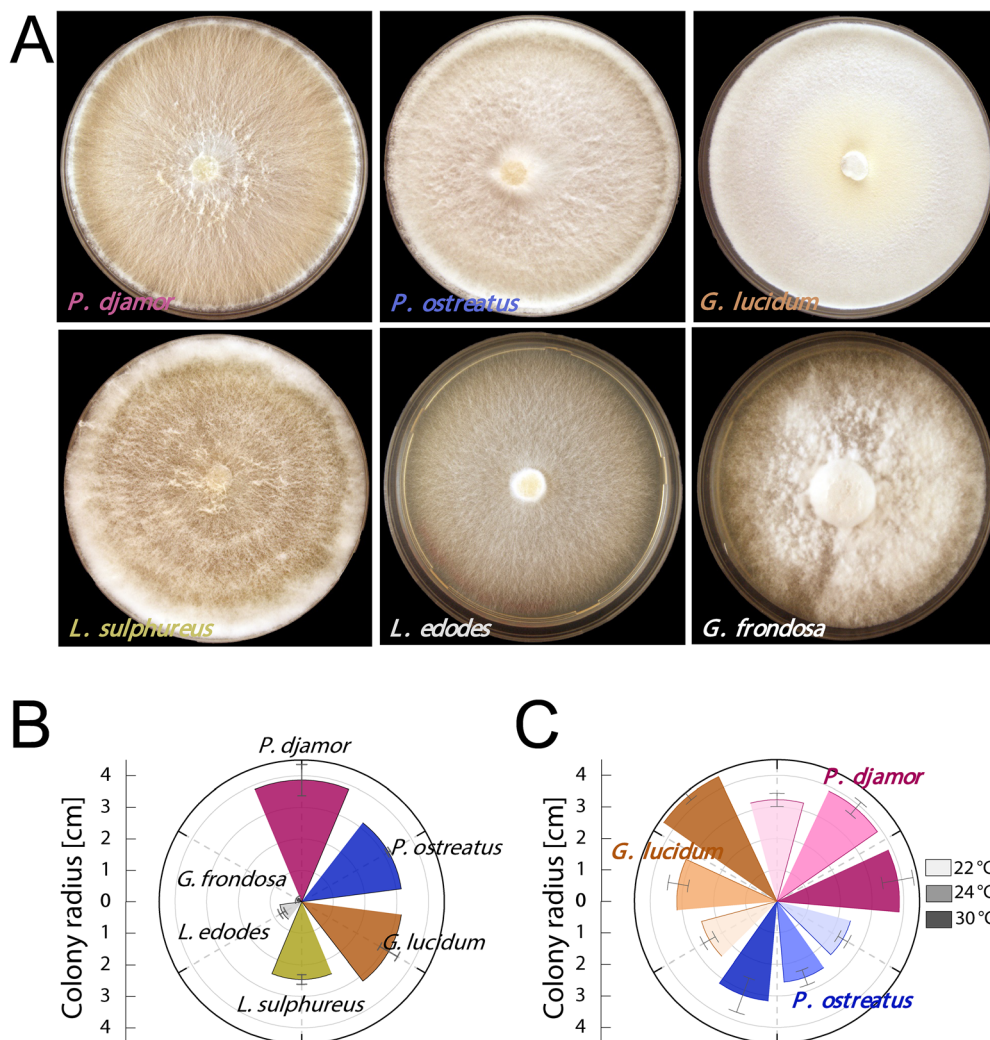 A
P. djamor
P. ostreatus
G. lucidum
L. sulphureus
L. edodes
G. frondosa
B
Colony radius [cm]
4
3
2
1
0
1
2
3
4
P. djamor
P. ostreatus
G. frondosa
L. edodes
G. lucidum
L. sulphureus
C
Colony radius [cm]
4
3
2
1
0
1
2
3
4
P. djamor
G. lucidum
P. ostreatus
22 °C
24 °C
30 °C